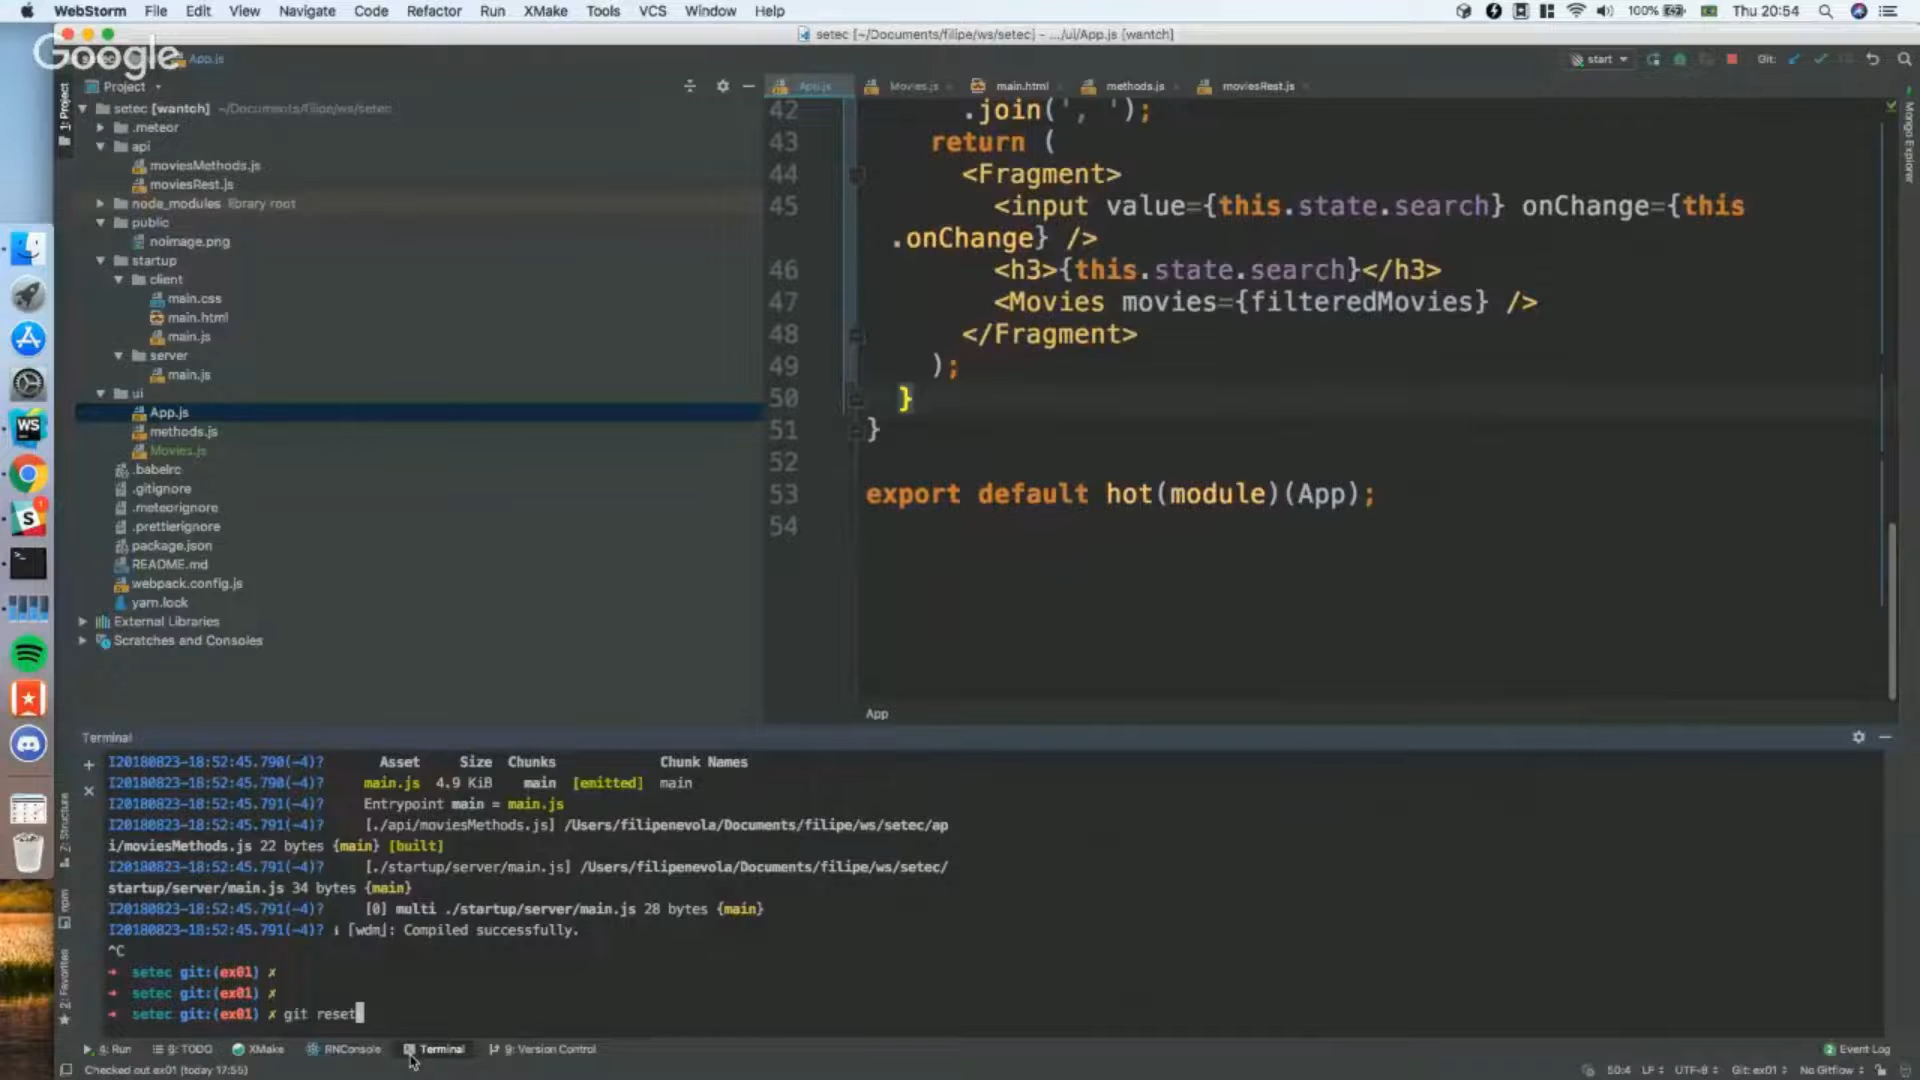 WebStorm File Edit View Navigate Code Refactor Run XMake Tools VCS Window Help
100% Thu 20:54
setec [~/Documents/filipe/ws/setec] - .../ui/App.js [wantch]
Google
App.js
start Git:
Project
App.js Movies.js main.html methods.js moviesRest.js
1: Project
Mongo Explorer
setec [wantch] ~/Documents/filipe/ws/setec
.meteor
api
moviesMethods.js
moviesRest.js
node_modules library root
public
noimage.png
startup
client
main.css
main.html
main.js
server
main.js
ui
App.js
methods.js
Movies.js
.babelrc
.gitignore
.meteorignore
.prettierignore
package.json
README.md
webpack.config.js
yarn.lock
External Libraries
Scratches and Consoles
42 .join(', ');
43 return (
44 <Fragment>
45 <input value={this.state.search} onChange={this
.onChange} />
46 <h3>{this.state.search}</h3>
47 <Movies movies={filteredMovies} />
48 </Fragment>
49 );
50 }
51 }
52
53 export default hot(module)(App);
54
App
Terminal
I20180823-18:52:45.790(-4)? Asset Size Chunks Chunk Names
I20180823-18:52:45.790(-4)? main.js 4.9 KiB main [emitted] main
I20180823-18:52:45.791(-4)? Entrypoint main = main.js
I20180823-18:52:45.791(-4)? [./api/moviesMethods.js] /Users/filipenevola/Documents/filipe/ws/setec/ap
i/moviesMethods.js 22 bytes {main} [built]
I20180823-18:52:45.791(-4)? [./startup/server/main.js] /Users/filipenevola/Documents/filipe/ws/setec/
startup/server/main.js 34 bytes {main}
I20180823-18:52:45.791(-4)? [0] multi ./startup/server/main.js 28 bytes {main}
I20180823-18:52:45.791(-4)? ℹ ｢wdm｣: Compiled successfully.
^C
➜ setec git:(ex01) ✗
➜ setec git:(ex01) ✗
➜ setec git:(ex01) ✗ git reset
Z: Structure
npm
2: Favorites
4: Run 6: TODO XMake RNConsole Terminal 9: Version Control
2 Event Log
Checked out ex01 (today 17:55)
50:4 LF UTF-8 Git: ex01 No Gitflow